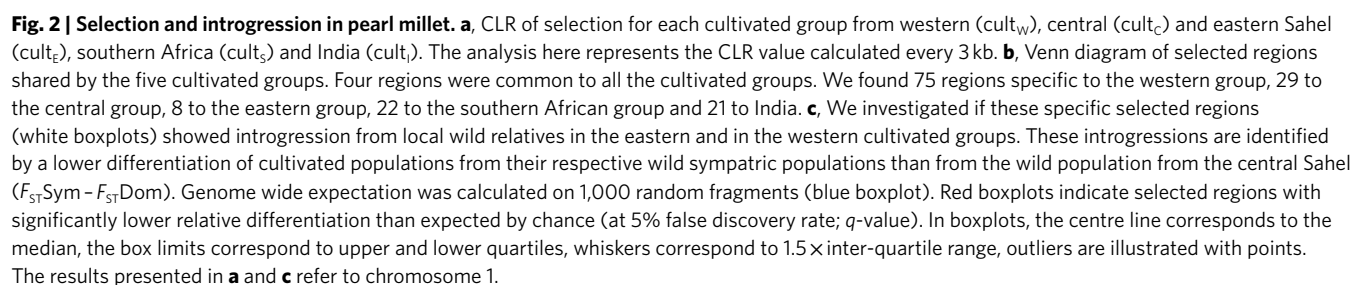 Fig. 2 | Selection and introgression in pearl millet. a, CLR of selection for each cultivated group from western (cultW), central (cultC) and eastern Sahel
(cultE), southern Africa (cultS) and India (cultI). The analysis here represents the CLR value calculated every 3 kb. b, Venn diagram of selected regions
shared by the five cultivated groups. Four regions were common to all the cultivated groups. We found 75 regions specific to the western group, 29 to
the central group, 8 to the eastern group, 22 to the southern African group and 21 to India. c, We investigated if these specific selected regions
(white boxplots) showed introgression from local wild relatives in the eastern and in the western cultivated groups. These introgressions are identified
by a lower differentiation of cultivated populations from their respective wild sympatric populations than from the wild population from the central Sahel
(FSTSym – FSTDom). Genome wide expectation was calculated on 1,000 random fragments (blue boxplot). Red boxplots indicate selected regions with
significantly lower relative differentiation than expected by chance (at 5% false discovery rate; q-value). In boxplots, the centre line corresponds to the
median, the box limits correspond to upper and lower quartiles, whiskers correspond to 1.5 × inter-quartile range, outliers are illustrated with points.
The results presented in a and c refer to chromosome 1.